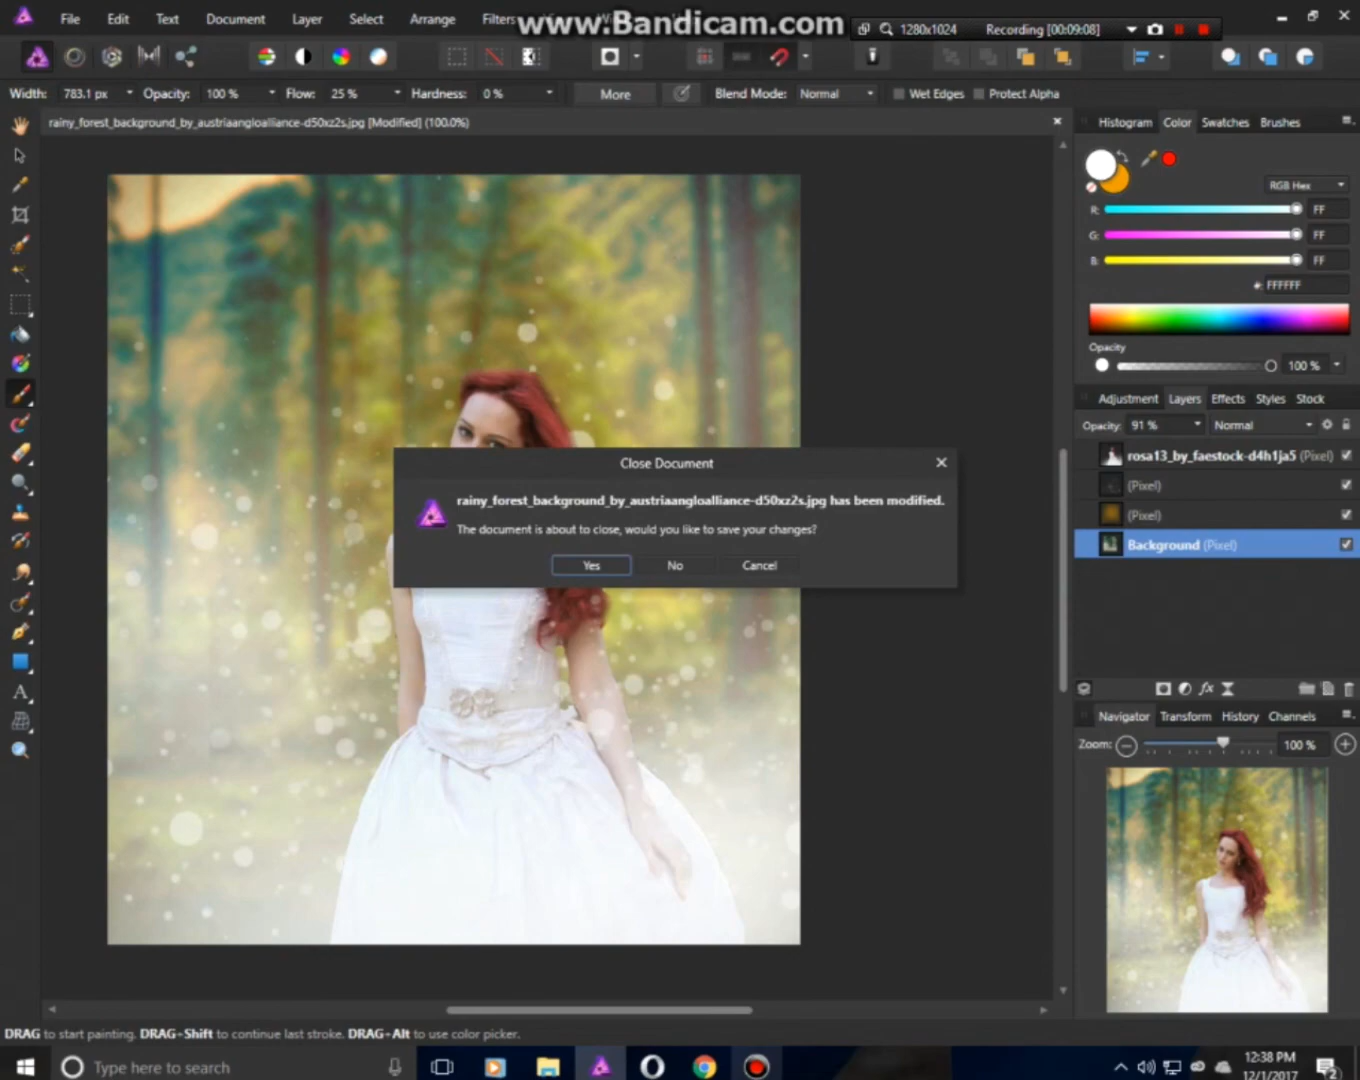 File Edit Text Document Layer Select Arrange Filters
www.Bandicam.com
1280x1024 Recording [00:09:08]
Width: 783.1 px Opacity: 100 % Flow: 25 % Hardness: 0 % More Blend Mode: Normal Wet Edges Protect Alpha
rainy_forest_background_by_austriaangloalliance-d50xz2s.jpg [Modified] (100.0%)
Histogram Color Swatches Brushes
RGB Hex
R: FF
G: FF
B: FF
#: FFFFFF
Opacity
100 %
Adjustment Layers Effects Styles Stock
Opacity: 91 % Normal
rosa13_by_faestock-d4h1ja5 (Pixel)
(Pixel)
(Pixel)
Background (Pixel)
Close Document
rainy_forest_background_by_austriaangloalliance-d50xz2s.jpg has been modified.
The document is about to close, would you like to save your changes?
Yes No Cancel
Navigator Transform History Channels
Zoom: 100 %
DRAG to start painting. DRAG+Shift to continue last stroke. DRAG+Alt to use color picker.
Type here to search
12:38 PM
12/1/2017
2